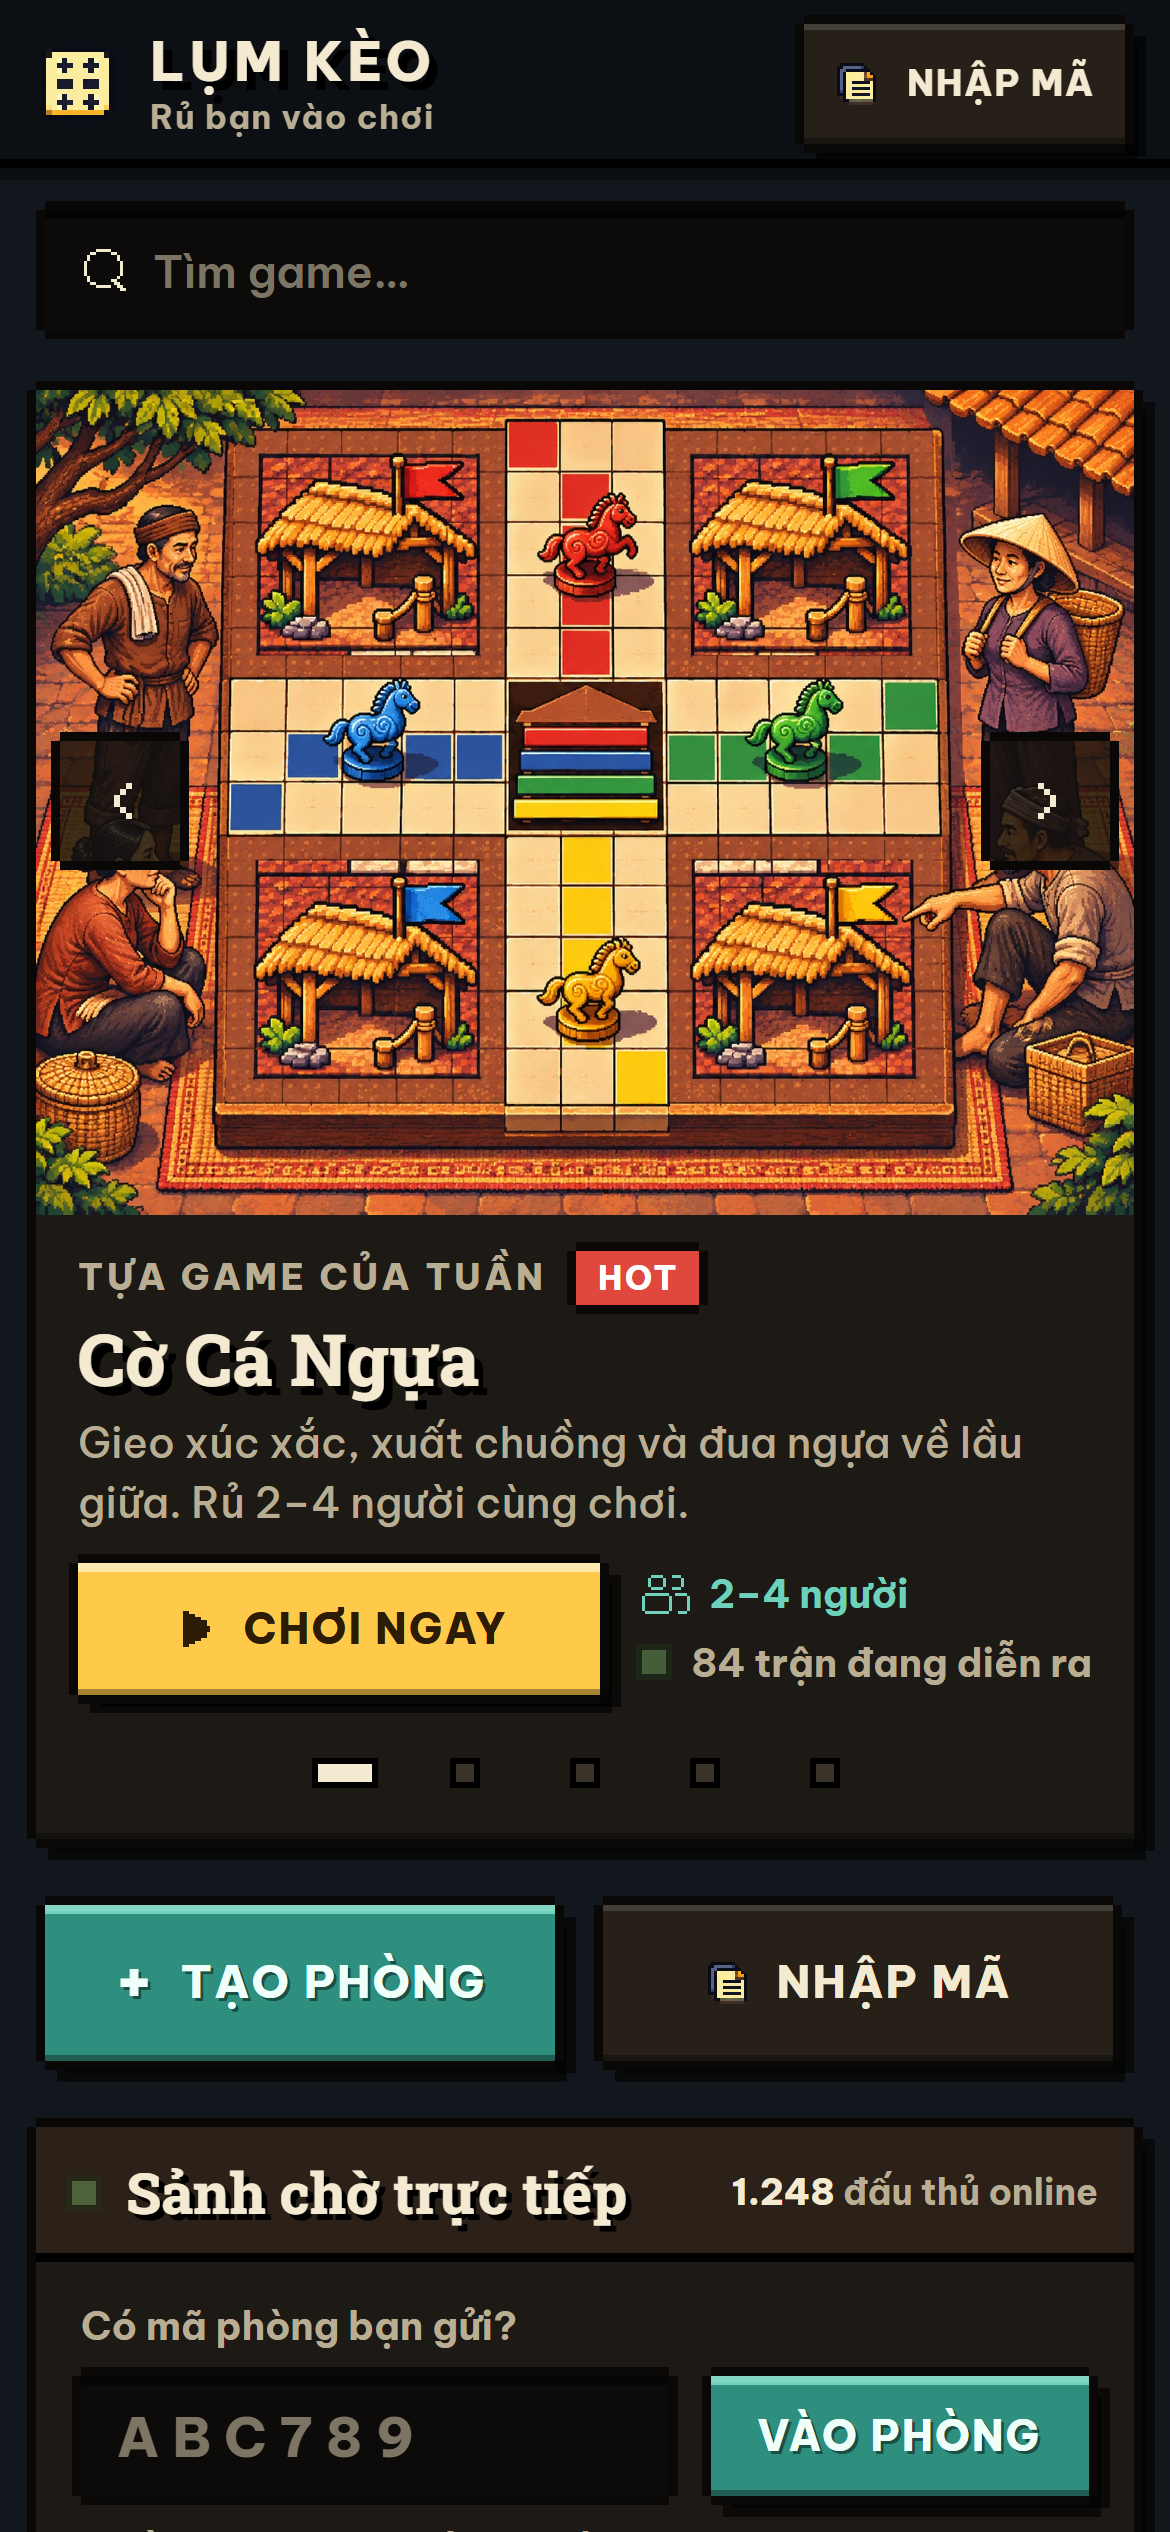 LỤM KÈO
Rủ bạn vào chơi
NHẬP MÃ
Tìm game...
TỰA GAME CỦA TUẦN HOT
Cờ Cá Ngựa
Gieo xúc xắc, xuất chuồng và đua ngựa về lầu
giữa. Rủ 2–4 người cùng chơi.
CHƠI NGAY
2–4 người
84 trận đang diễn ra
TẠO PHÒNG
NHẬP MÃ
Sảnh chờ trực tiếp
1.248 đấu thủ online
Có mã phòng bạn gửi?
ABC789
VÀO PHÒNG